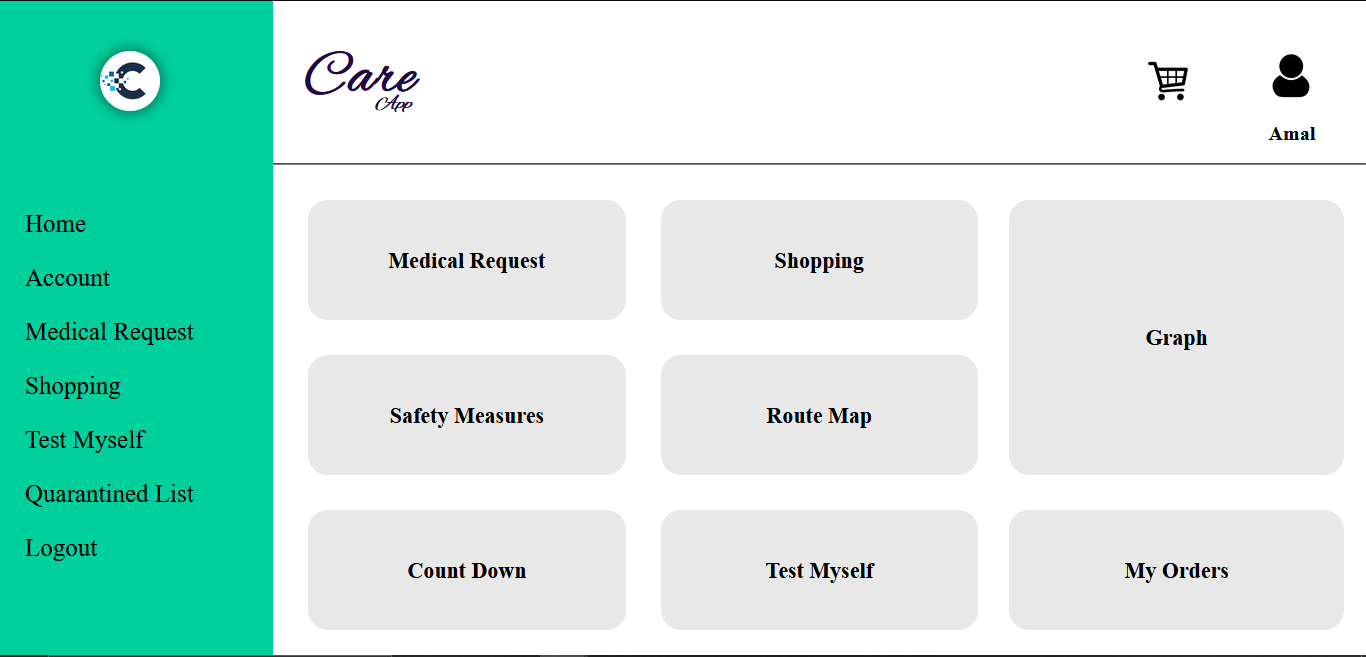 Care
App
Amal
Home
Account
Medical Request
Shopping
Test Myself
Quarantined List
Logout
Medical Request
Shopping
Graph
Safety Measures
Route Map
Count Down
Test Myself
My Orders